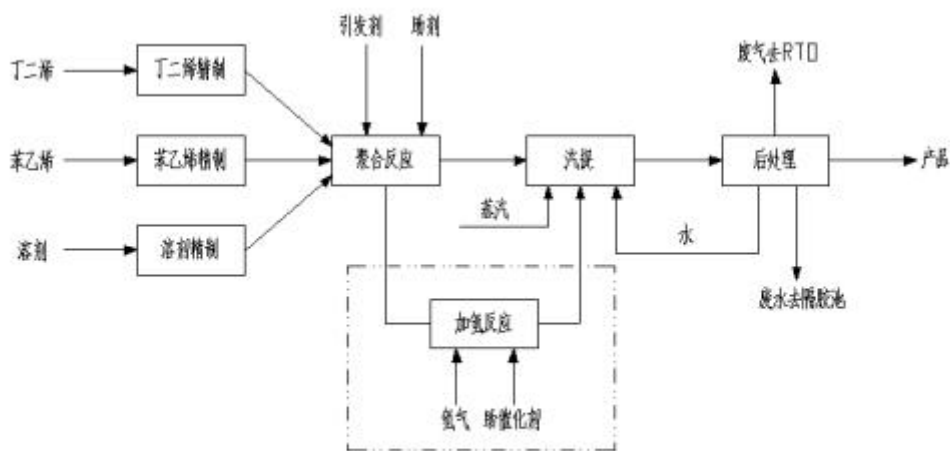 引发剂 助剂
废气去RTO
丁二烯 丁二烯精制
苯乙烯 苯乙烯精制 聚合反应 汽提 后处理 产品
蒸汽 水
溶剂 溶剂精制
废水去隔胶池
加氢反应
氢气 助催化剂